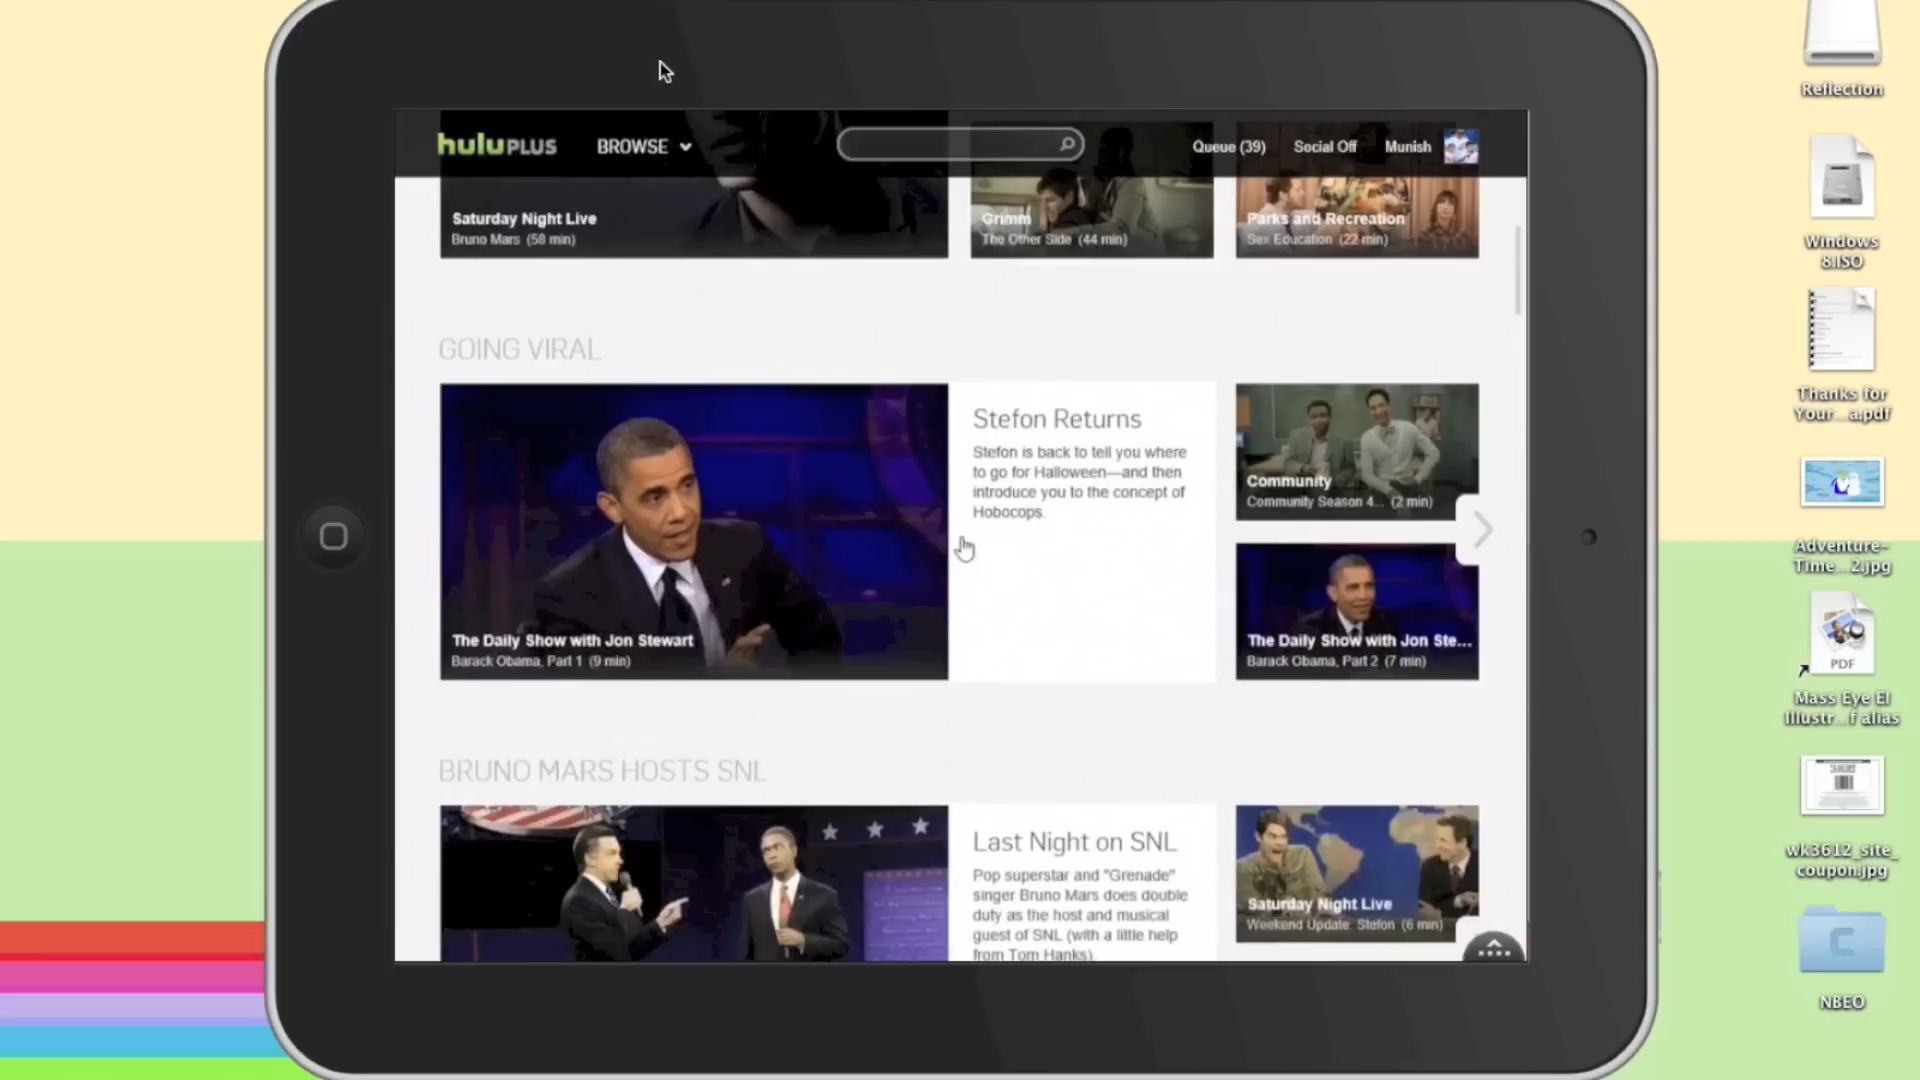 huluPLUS
BROWSE
Queue (39)
Social Off
Munish
Saturday Night Live
Bruno Mars (58 min)
Grimm
The Other Side (44 min)
Parks and Recreation
Sex Education (22 min)
GOING VIRAL
The Daily Show with Jon Stewart
Barack Obama, Part 1 (9 min)
Stefon Returns
Stefon is back to tell you where
to go for Halloween—and then
introduce you to the concept of
Hobocops.
Community
Community Season 4... (2 min)
The Daily Show with Jon Ste...
Barack Obama, Part 2 (7 min)
BRUNO MARS HOSTS SNL
Last Night on SNL
Pop superstar and "Grenade"
singer Bruno Mars does double
duty as the host and musical
guest of SNL (with a little help
from Tom Hanks).
Saturday Night Live
Weekend Update: Stefon (6 min)
Reflection
Windows
8.ISO
Thanks for
Your...a.pdf
Adventure-
Time...2.jpg
PDF
Mass Eye EI
Illustr...f alias
wk3612_site_
coupon.jpg
C
NBEO